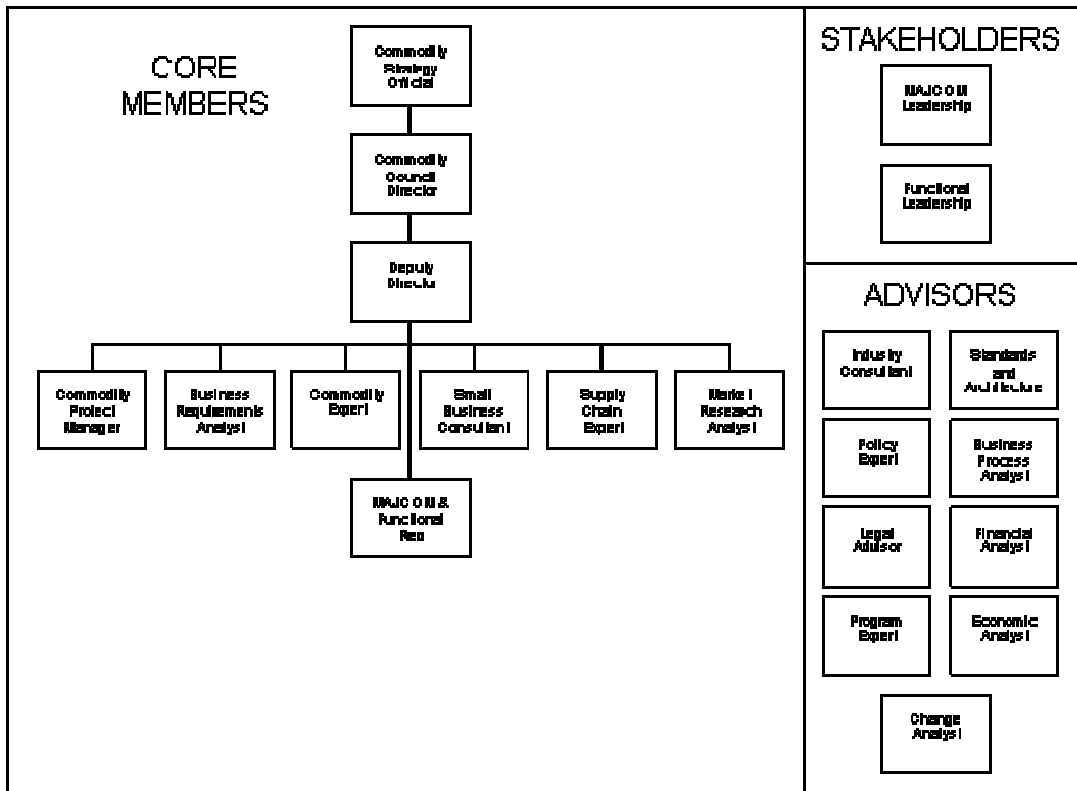 CORE
MEMBERS
Commodity
Strategy
Official
Commodity
Council
Director
Deputy
Director
Commodity
Project
Manager
Business
Requirements
Analyst
Commodity
Expert
Small
Business
Consultant
Supply
Chain
Expert
Market
Research
Analyst
MAJCOM &
Functional
Rep
STAKEHOLDERS
MAJCOM
Leadership
Functional
Leadership
ADVISORS
Industry
Consultant
Standards
and
Architecture
Policy
Expert
Business
Process
Analyst
Legal
Advisor
Financial
Analyst
Program
Expert
Economic
Analyst
Change
Analyst